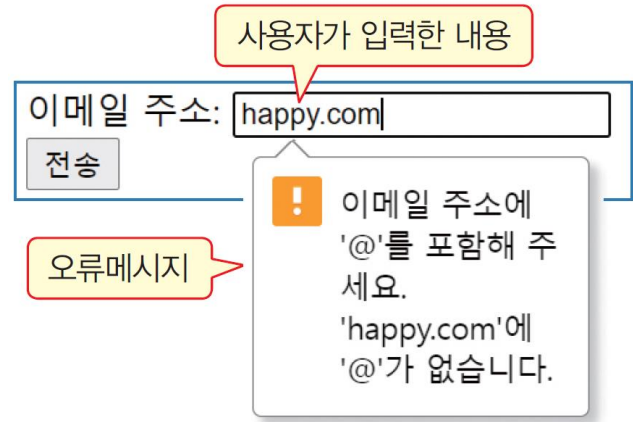 사용자가 입력한 내용
이메일 주소: happy.com
전송
오류메시지
이메일 주소에
'@'를 포함해 주
세요.
'happy.com'에
'@'가 없습니다.